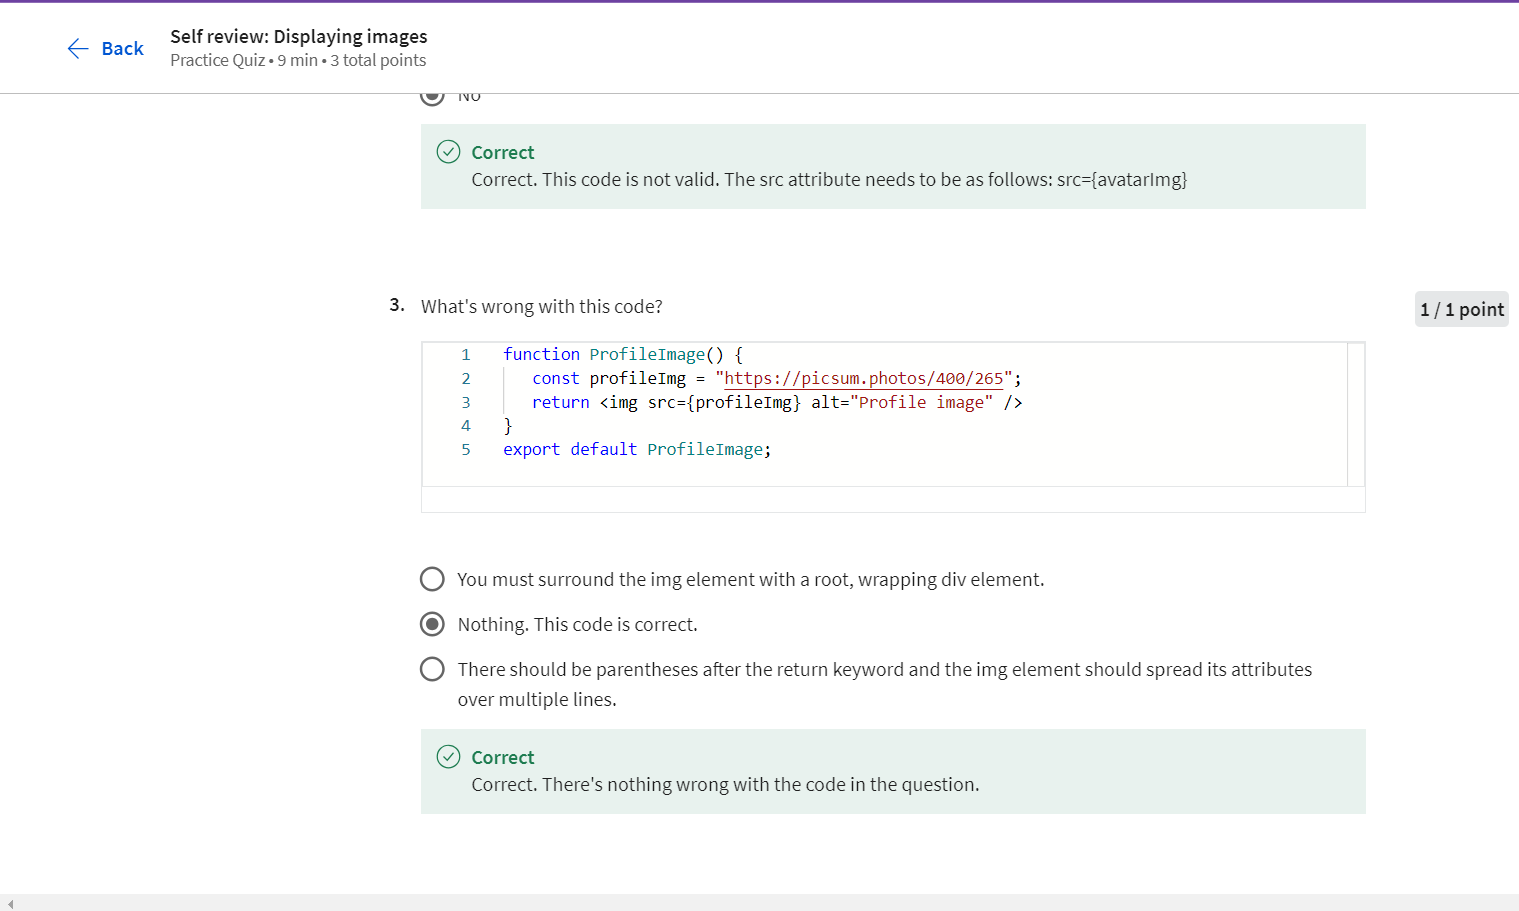 Back
Self review: Displaying images
Practice Quiz • 9 min • 3 total points
No
Correct
Correct. This code is not valid. The src attribute needs to be as follows: src={avatarImg}
3. What's wrong with this code?
1 / 1 point
1 function ProfileImage() {
2 const profileImg = "https://picsum.photos/400/265";
3 return <img src={profileImg} alt="Profile image" />
4 }
5 export default ProfileImage;
You must surround the img element with a root, wrapping div element.
Nothing. This code is correct.
There should be parentheses after the return keyword and the img element should spread its attributes
over multiple lines.
Correct
Correct. There's nothing wrong with the code in the question.